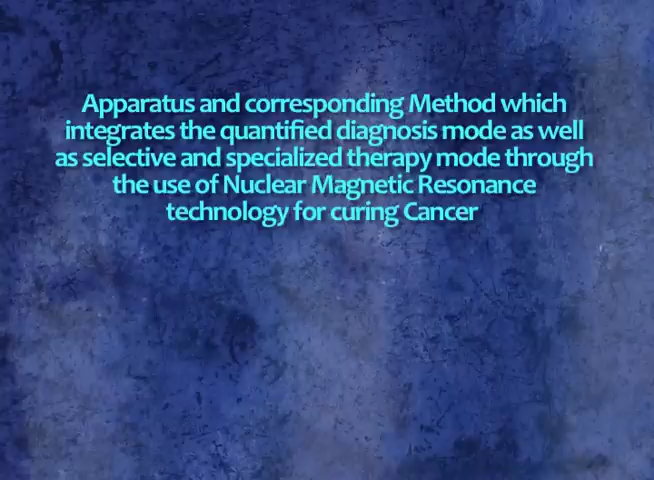 Apparatus and corresponding Method which
integrates the quantified diagnosis mode as well
as selective and specialized therapy mode through
the use of Nuclear Magnetic Resonance
technology for curing Cancer